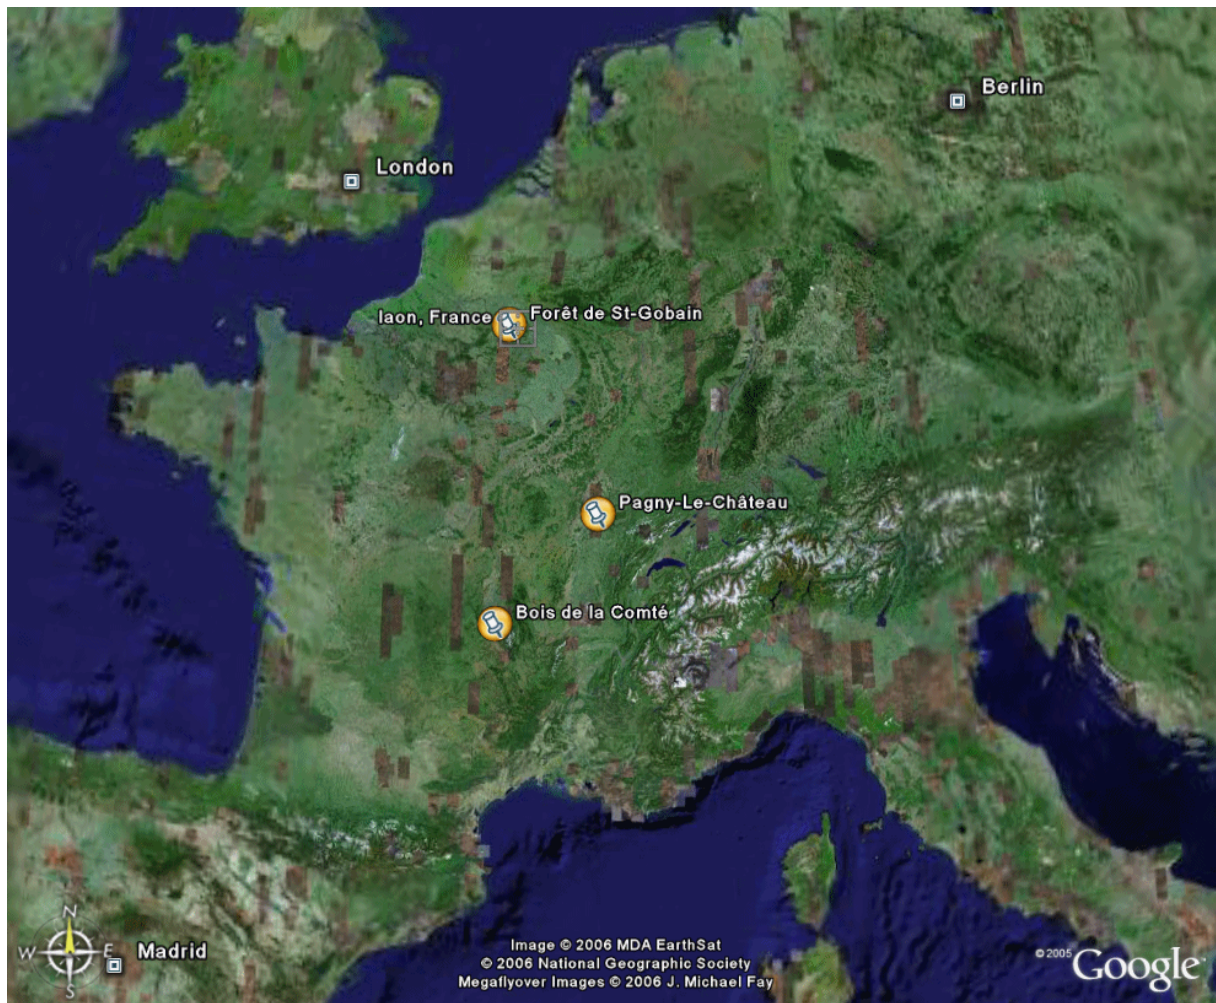 Berlin
London
laon, France
Forêt de St-Gobain
Pagny-Le-Château
Bois de la Comté
N
W E
S
Madrid
Image © 2006 MDA EarthSat
© 2006 National Geographic Society
Megaflyover Images © 2006 J. Michael Fay
© 2005 Google